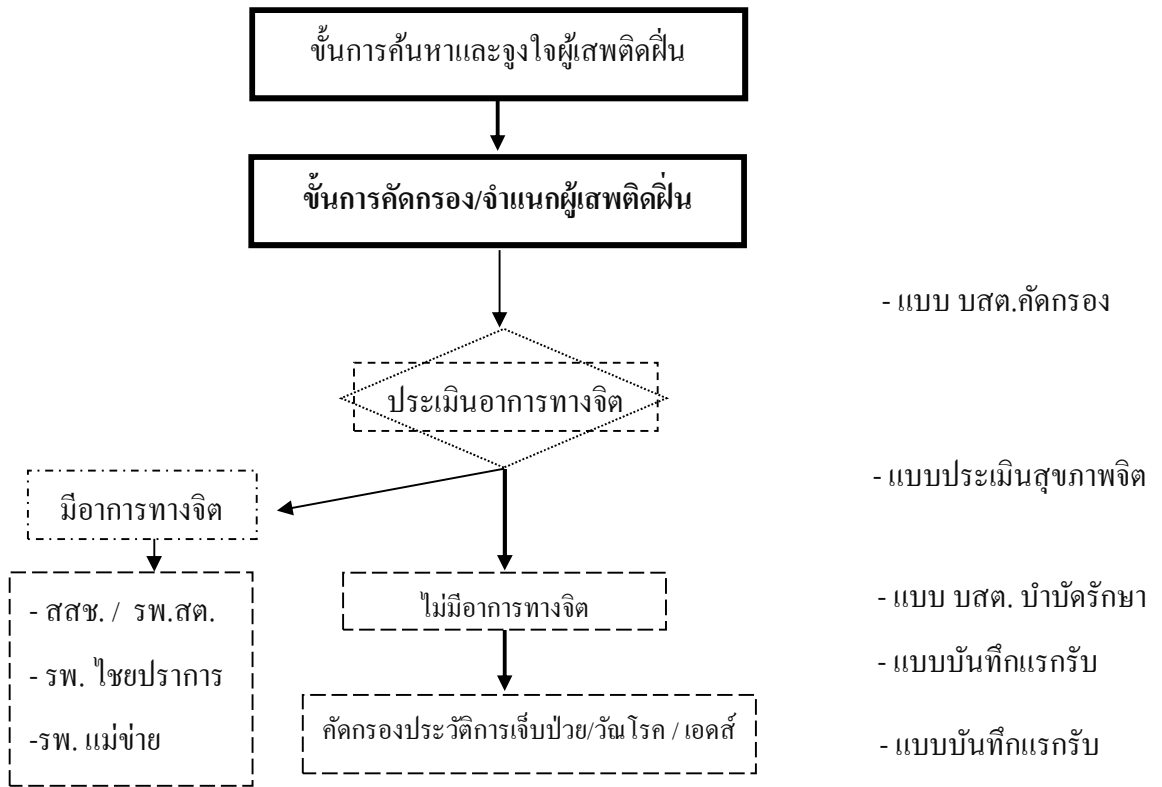 ขั้นการค้นหาและจูงใจผู้เสพติดฝิ่น
ขั้นการคัดกรอง/จำแนกผู้เสพติดฝิ่น
- แบบ บสต.คัดกรอง
ประเมินอาการทางจิต
- แบบประเมินสุขภาพจิต
มีอาการทางจิต
ไม่มีอาการทางจิต
- แบบ บสต. บำบัดรักษา
- สสช. / รพ.สต.
- รพ. ไชยปราการ
-รพ. แม่ข่าย
- แบบบันทึกแรกรับ
คัดกรองประวัติการเจ็บป่วย/วัณโรค / เอดส์
- แบบบันทึกแรกรับ